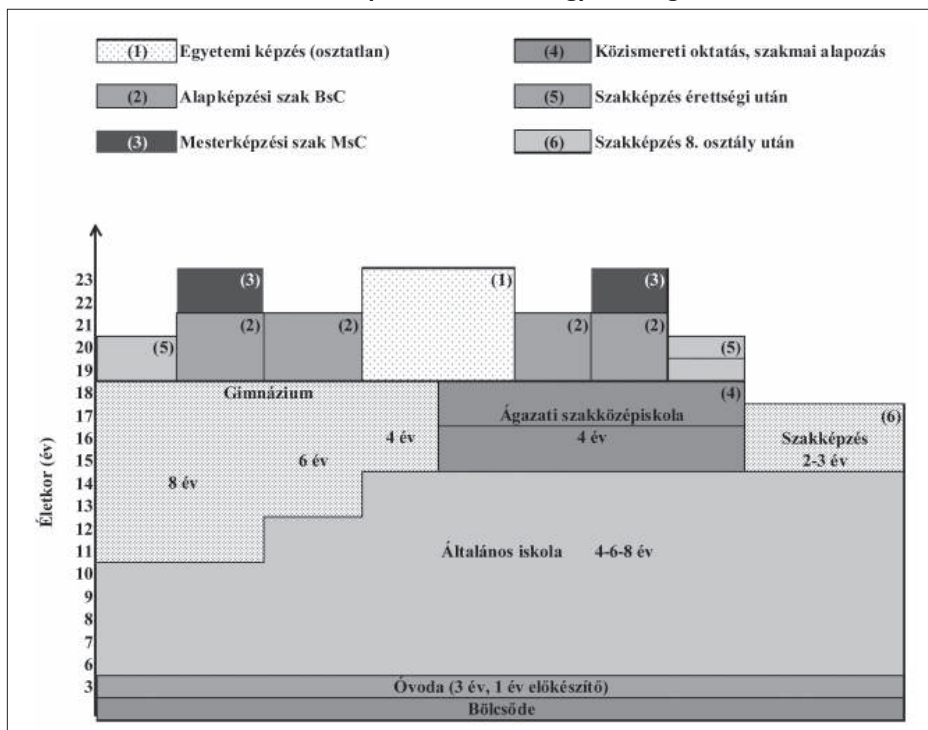 (1) Egyetemi képzés (osztatlan)
(2) Alapképzési szak BsC
(3) Mesterképzési szak MsC
(4) Közismereti oktatás, szakmai alapozás
(5) Szakképzés érettségi után
(6) Szakképzés 8. osztály után
Életkor (év)
23
22
21
20
19
18
17
16
15
14
13
12
11
10
9
8
7
6
3
(5)
(3)
(2)
(2)
(1)
(2)
(3)
(2)
(5)
Gimnázium
8 év
6 év
4 év
(4)
Ágazati szakközépiskola
4 év
(6)
Szakképzés
2-3 év
Általános iskola 4-6-8 év
Óvoda (3 év, 1 év előkészítő)
Bölcsőde